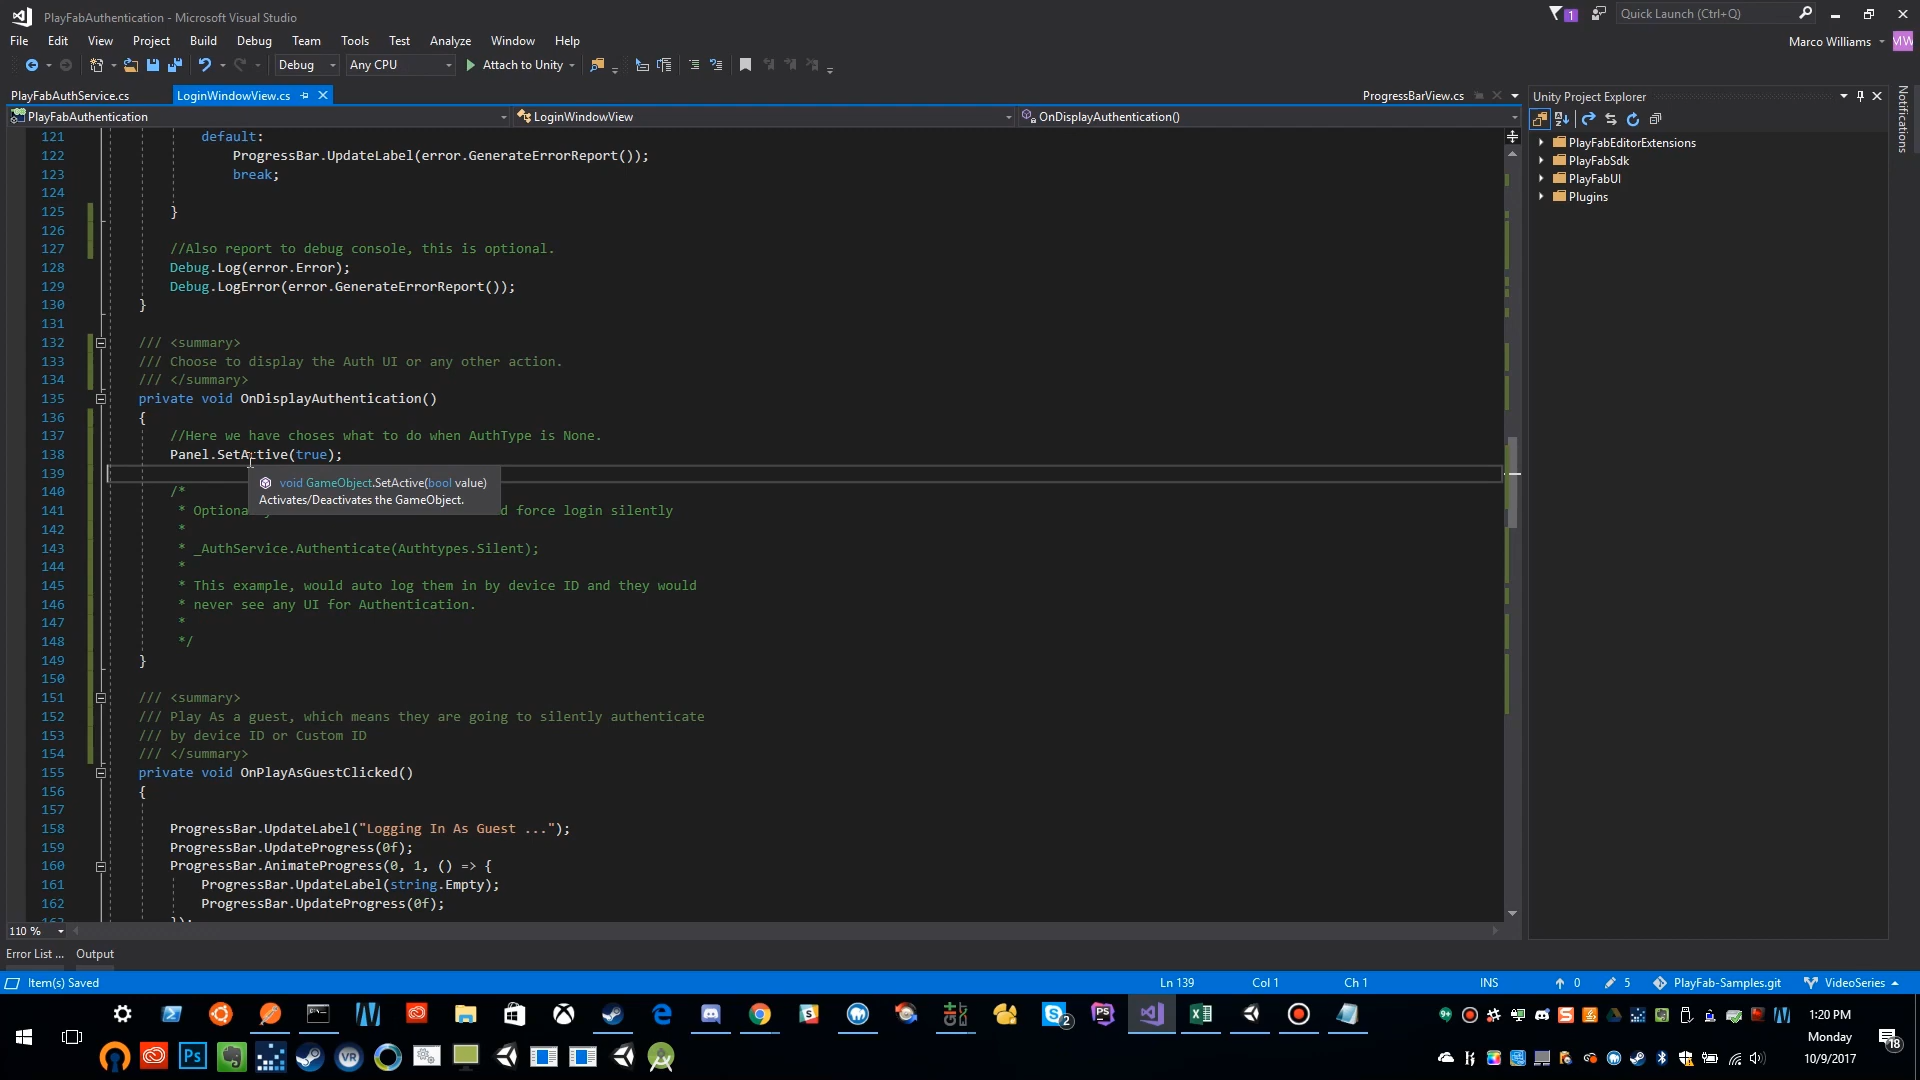 PlayFabAuthentication - Microsoft Visual Studio
1
Quick Launch (Ctrl+Q)
File Edit View Project Build Debug Team Tools Test Analyze Window Help
Marco Williams MW
Debug Any CPU Attach to Unity
PlayFabAuthService.cs LoginWindowView.cs ProgressBarView.cs
PlayFabAuthentication LoginWindowView OnDisplayAuthentication()
121 default:
122 ProgressBar.UpdateLabel(error.GenerateErrorReport());
123 break;
124
125 }
126
127 //Also report to debug console, this is optional.
128 Debug.Log(error.Error);
129 Debug.LogError(error.GenerateErrorReport());
130 }
131
132 /// <summary>
133 /// Choose to display the Auth UI or any other action.
134 /// </summary>
135 private void OnDisplayAuthentication()
136 {
137 //Here we have choses what to do when AuthType is None.
138 Panel.SetActive(true);
139
void GameObject.SetActive(bool value)
Activates/Deactivates the GameObject.
140 /*
141 * Optiona force login silently
142 *
143 * _AuthService.Authenticate(Authtypes.Silent);
144 *
145 * This example, would auto log them in by device ID and they would
146 * never see any UI for Authentication.
147 *
148 */
149 }
150
151 /// <summary>
152 /// Play As a guest, which means they are going to silently authenticate
153 /// by device ID or Custom ID
154 /// </summary>
155 private void OnPlayAsGuestClicked()
156 {
157
158 ProgressBar.UpdateLabel("Logging In As Guest ...");
159 ProgressBar.UpdateProgress(0f);
160 ProgressBar.AnimateProgress(0, 1, () => {
161 ProgressBar.UpdateLabel(string.Empty);
162 ProgressBar.UpdateProgress(0f);
110 %
Unity Project Explorer
PlayFabEditorExtensions
PlayFabSdk
PlayFabUI
Plugins
Notifications
Error List ... Output
Item(s) Saved Ln 139 Col 1 Ch 1 INS 0 5 PlayFab-Samples.git VideoSeries
1:20 PM
Monday
10/9/2017
18
2
PS
Ps
VR